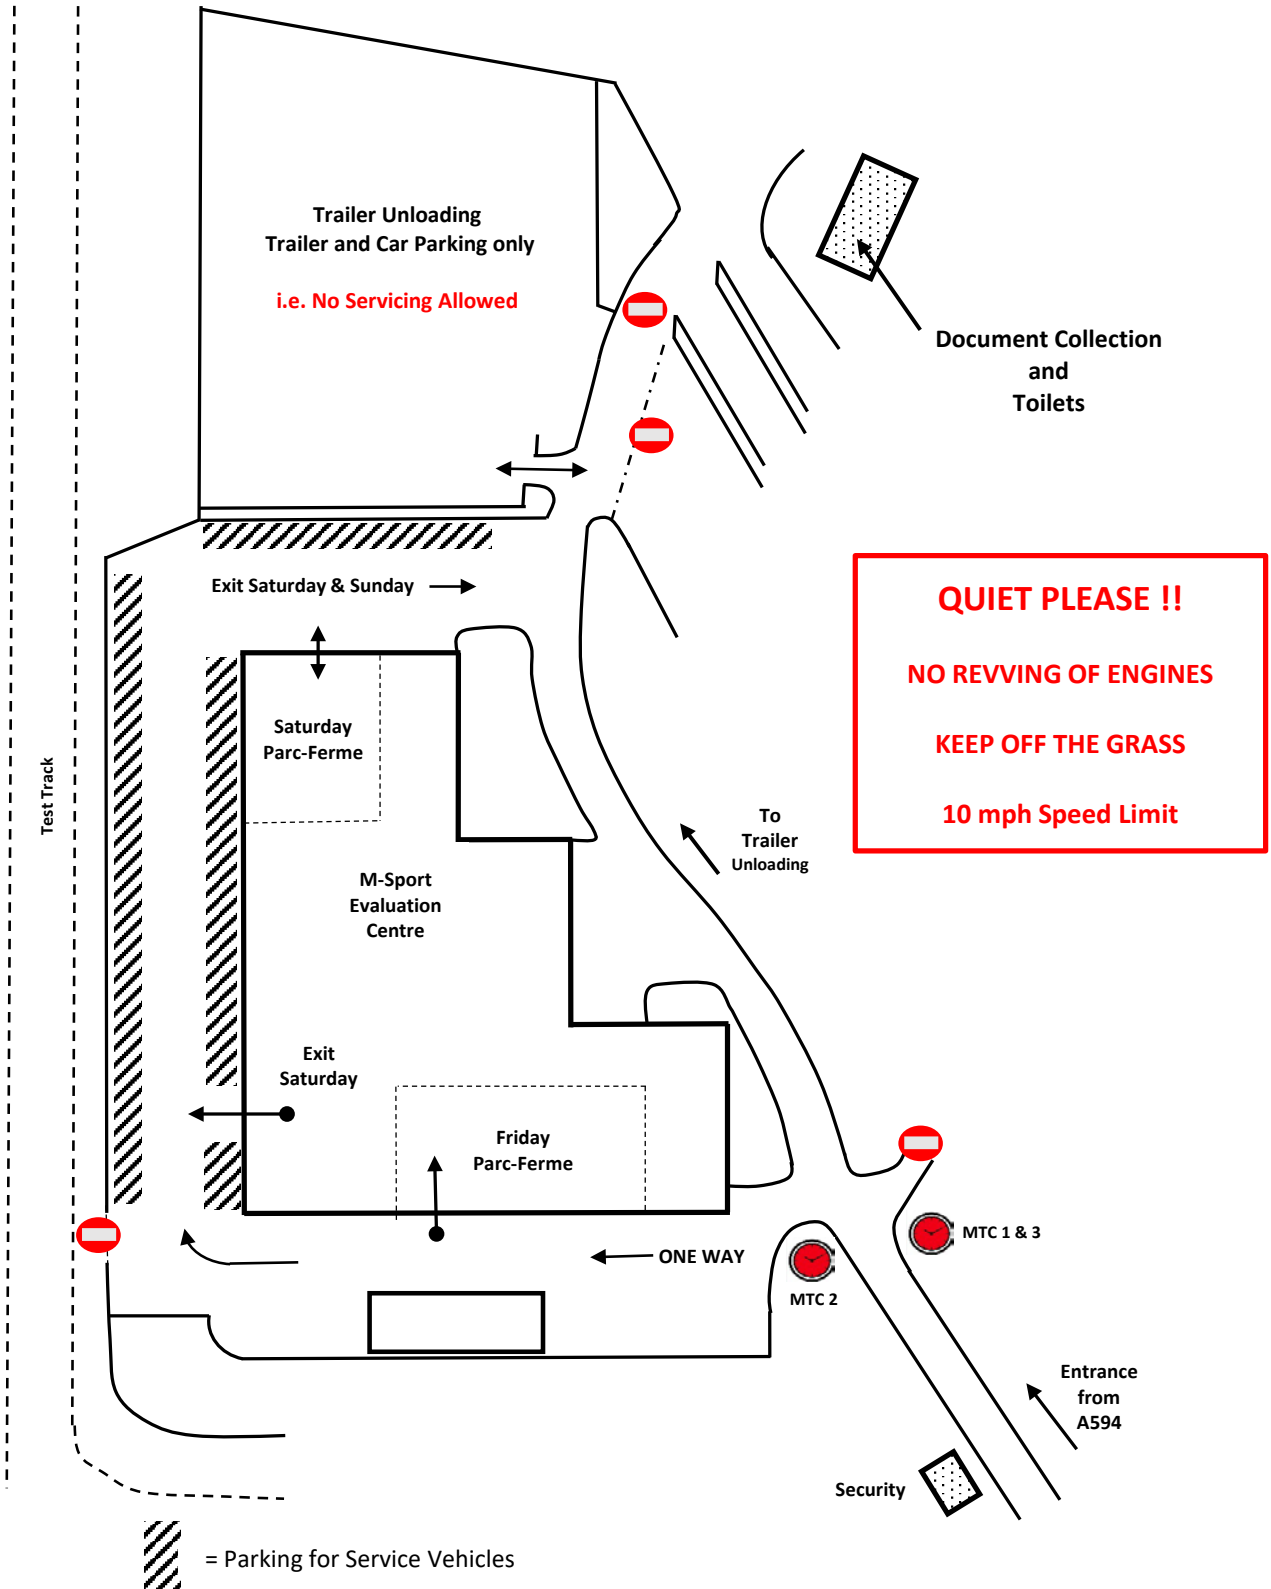 Trailer Unloading
Trailer and Car Parking only
i.e. No Servicing Allowed
Document Collection
and
Toilets
Exit Saturday & Sunday
QUIET PLEASE !!
NO REVVING OF ENGINES
KEEP OFF THE GRASS
10 mph Speed Limit
Saturday
Parc-Ferme
Test Track
To
Trailer
Unloading
M-Sport
Evaluation
Centre
Exit
Saturday
Friday
Parc-Ferme
MTC 1 & 3
ONE WAY
MTC 2
Entrance
from
A594
Security
= Parking for Service Vehicles